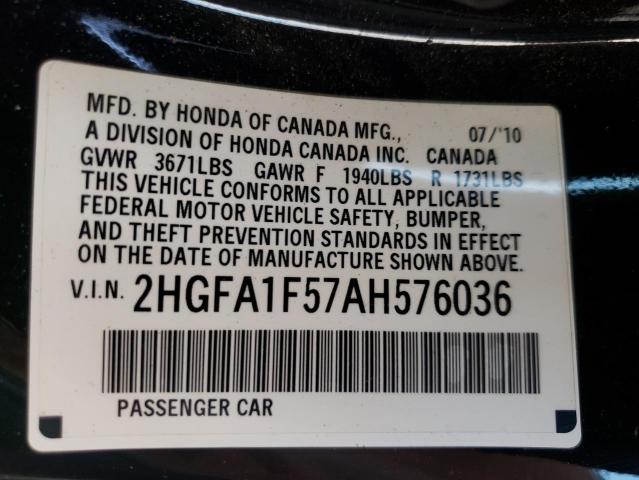 MFD. BY HONDA OF CANADA MFG., 07/'10
A DIVISION OF HONDA CANADA INC. CANADA
GVWR 3671LBS GAWR F 1940LBS R 1731LBS
THIS VEHICLE CONFORMS TO ALL APPLICABLE
FEDERAL MOTOR VEHICLE SAFETY, BUMPER,
AND THEFT PREVENTION STANDARDS IN EFFECT
ON THE DATE OF MANUFACTURE SHOWN ABOVE.
V.I.N. 2HGFA1F57AH576036
PASSENGER CAR